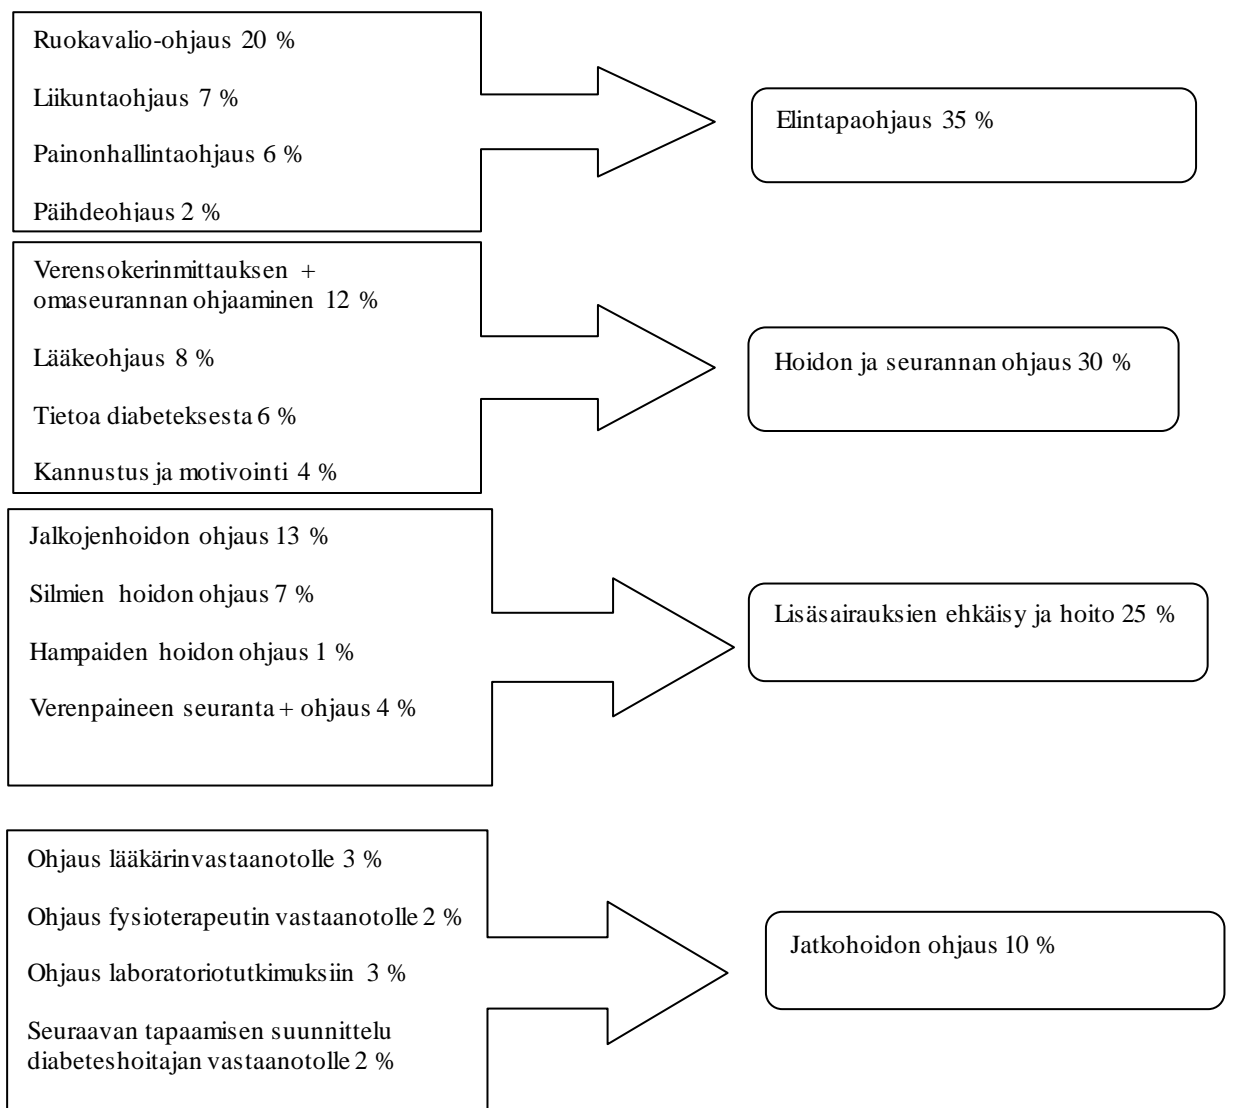 Ruokavalio-ohjaus 20 %
Liikuntaohjaus 7 %
Painonhallintaohjaus 6 %
Päihdeohjaus 2 %
Elintapaohjaus 35 %
Verensokerinmittauksen +
omaseurannan ohjaaminen 12 %
Lääkeohjaus 8 %
Tietoa diabeteksesta 6 %
Kannustus ja motivointi 4 %
Hoidon ja seurannan ohjaus 30 %
Jalkojenhoidon ohjaus 13 %
Silmien hoidon ohjaus 7 %
Hampaiden hoidon ohjaus 1 %
Verenpaineen seuranta + ohjaus 4 %
Lisäsairauksien ehkäisy ja hoito 25 %
Ohjaus lääkärinvastaanotolle 3 %
Ohjaus fysioterapeutin vastaanotolle 2 %
Ohjaus laboratoriotutkimuksiin 3 %
Seuraavan tapaamisen suunnittelu
diabeteshoitajan vastaanotolle 2 %
Jatkohoidon ohjaus 10 %